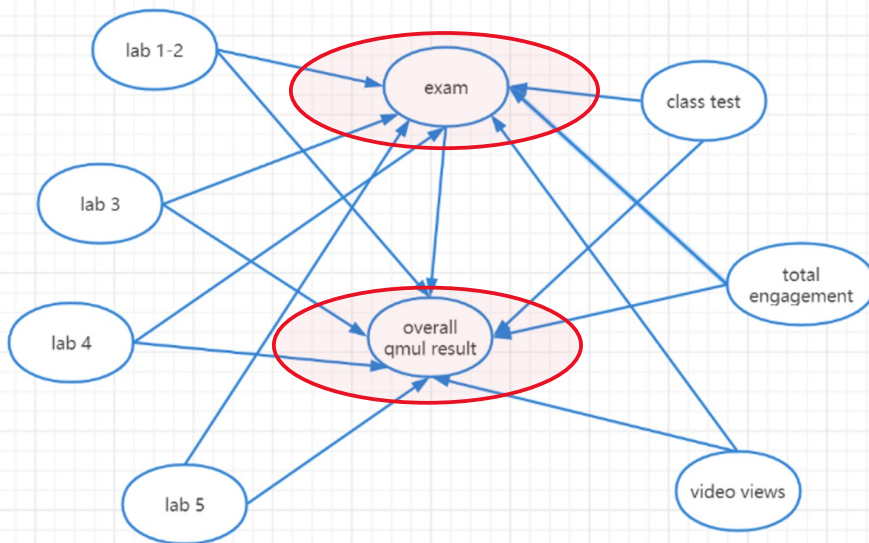 lab 1-2
exam
class test
lab 3
total
engagement
lab 4
overall
qmul result
lab 5
video views